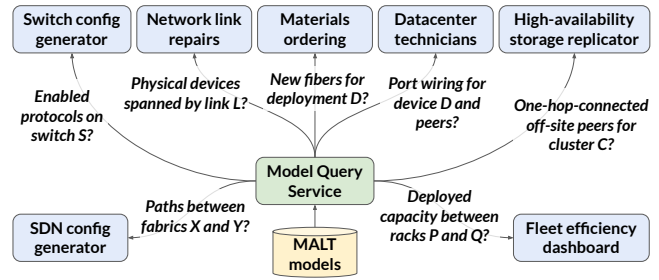 Switch config
generator
Network link
repairs
Materials
ordering
Datacenter
technicians
High-availability
storage replicator
Enabled
protocols on
switch S?
Physical devices
spanned by link L?
New fibers for
deployment D?
Port wiring for
device D and
peers?
One-hop-connected
off-site peers for
cluster C?
Model Query
Service
Paths between
fabrics X and Y?
Deployed
capacity between
racks P and Q?
SDN config
generator
MALT
models
Fleet efficiency
dashboard